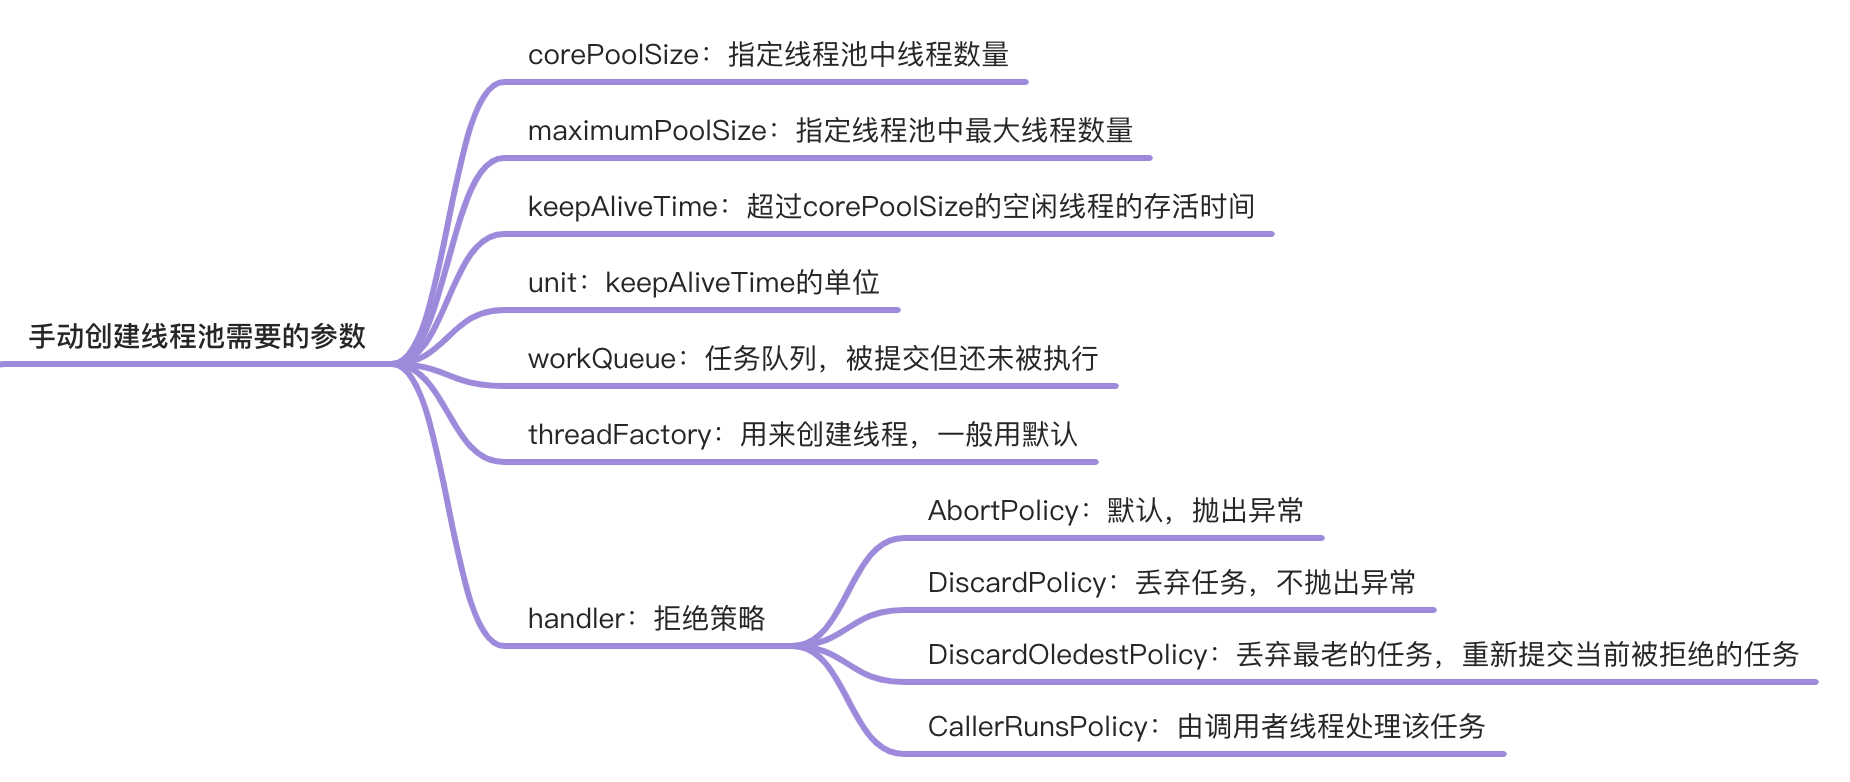 corePoolSize：指定线程池中线程数量
maximumPoolSize：指定线程池中最大线程数量
keepAliveTime：超过corePoolSize的空闲线程的存活时间
unit：keepAliveTime的单位
手动创建线程池需要的参数
workQueue：任务队列，被提交但还未被执行
threadFactory：用来创建线程，一般用默认
handler：拒绝策略
AbortPolicy：默认，抛出异常
DiscardPolicy：丢弃任务，不抛出异常
DiscardOledestPolicy：丢弃最老的任务，重新提交当前被拒绝的任务
CallerRunsPolicy：由调用者线程处理该任务